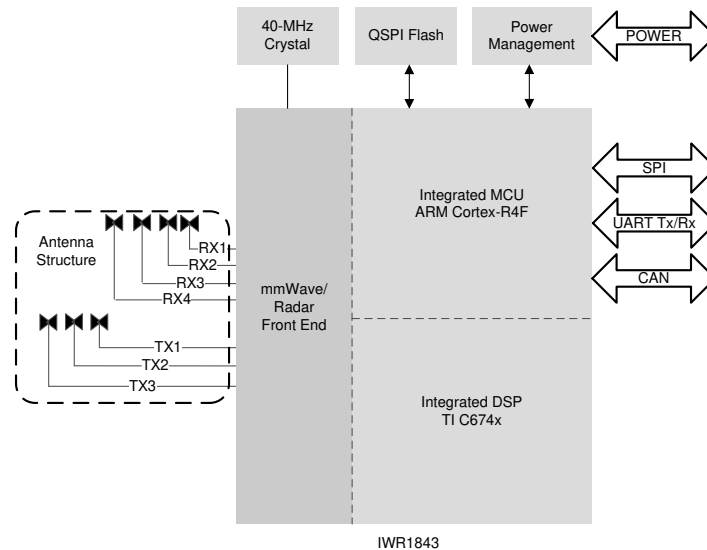 40-MHz
Crystal
QSPI Flash
Power
Management
POWER
SPI
Integrated MCU
ARM Cortex-R4F
UART Tx/Rx
CAN
Antenna
Structure
RX1
RX2
RX3
RX4
mmWave/
Radar
Front End
TX1
TX2
TX3
Integrated DSP
TI C674x
IWR1843